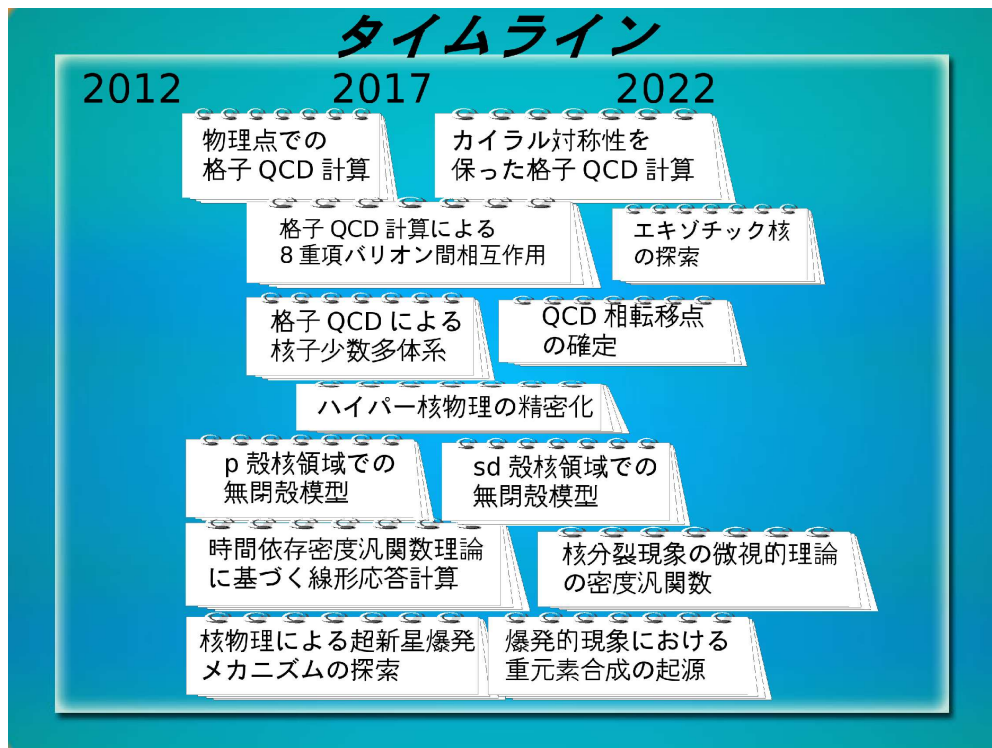 タイムライン
2012 2017 2022
物理点での
格子 QCD 計算
カイラル対称性を
保った格子 QCD 計算
格子 QCD 計算による
8 重項バリオン間相互作用
エキゾチック核
の探索
格子 QCD による
核子少数多体系
QCD 相転移点
の確定
ハイパー核物理の精密化
p 殻核領域での
無閉殻模型
sd 殻核領域での
無閉殻模型
時間依存密度汎関数理論
に基づく線形応答計算
核分裂現象の微視的理論
の密度汎関数
核物理による超新星爆発
メカニズムの探索
爆発的現象における
重元素合成の起源